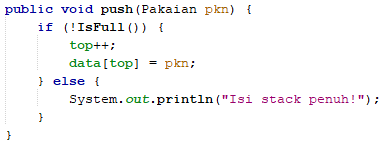 public void push(Pakaian pkn) {
    if (!IsFull()) {
        top++;
        data[top] = pkn;
    } else {
        System.out.println("Isi stack penuh!");
    }
}